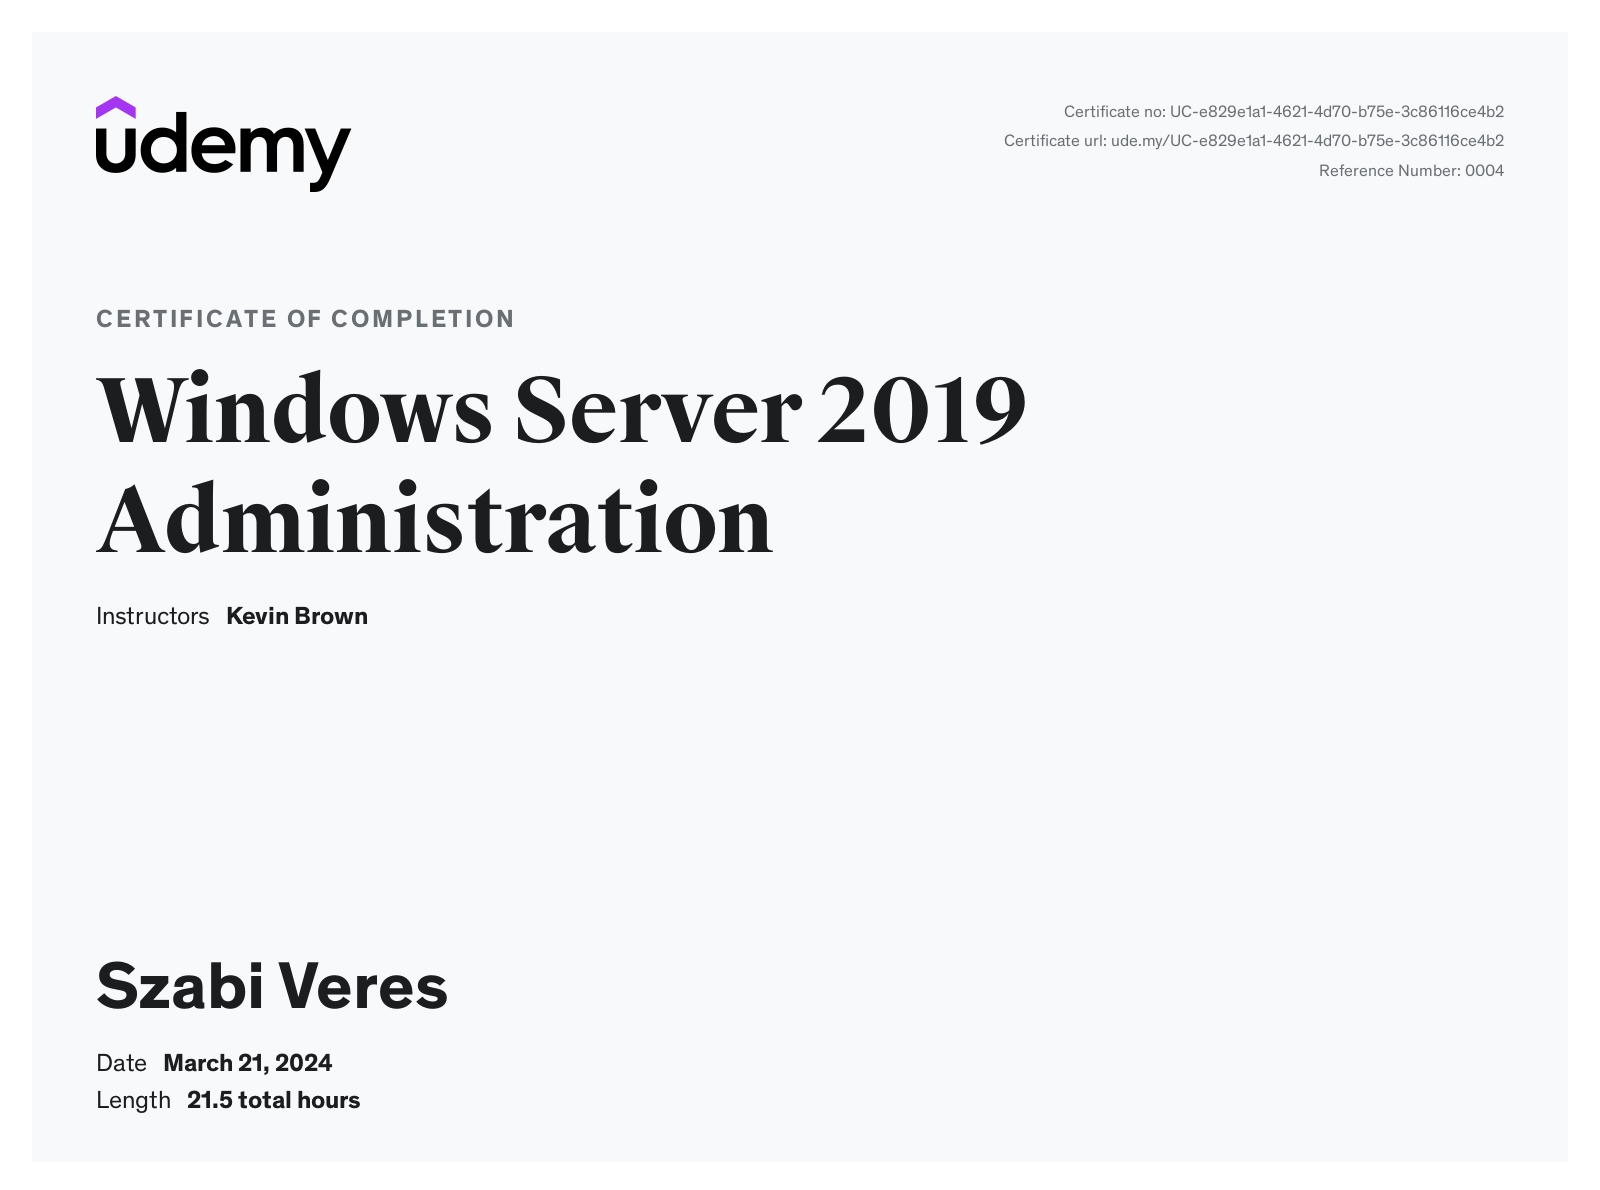 udemy
Certificate no: UC-e829e1a1-4621-4d70-b75e-3c86116ce4b2
Certificate url: ude.my/UC-e829e1a1-4621-4d70-b75e-3c86116ce4b2
Reference Number: 0004
CERTIFICATE OF COMPLETION
Windows Server 2019
Administration
Instructors Kevin Brown
Szabi Veres
Date March 21, 2024
Length 21.5 total hours